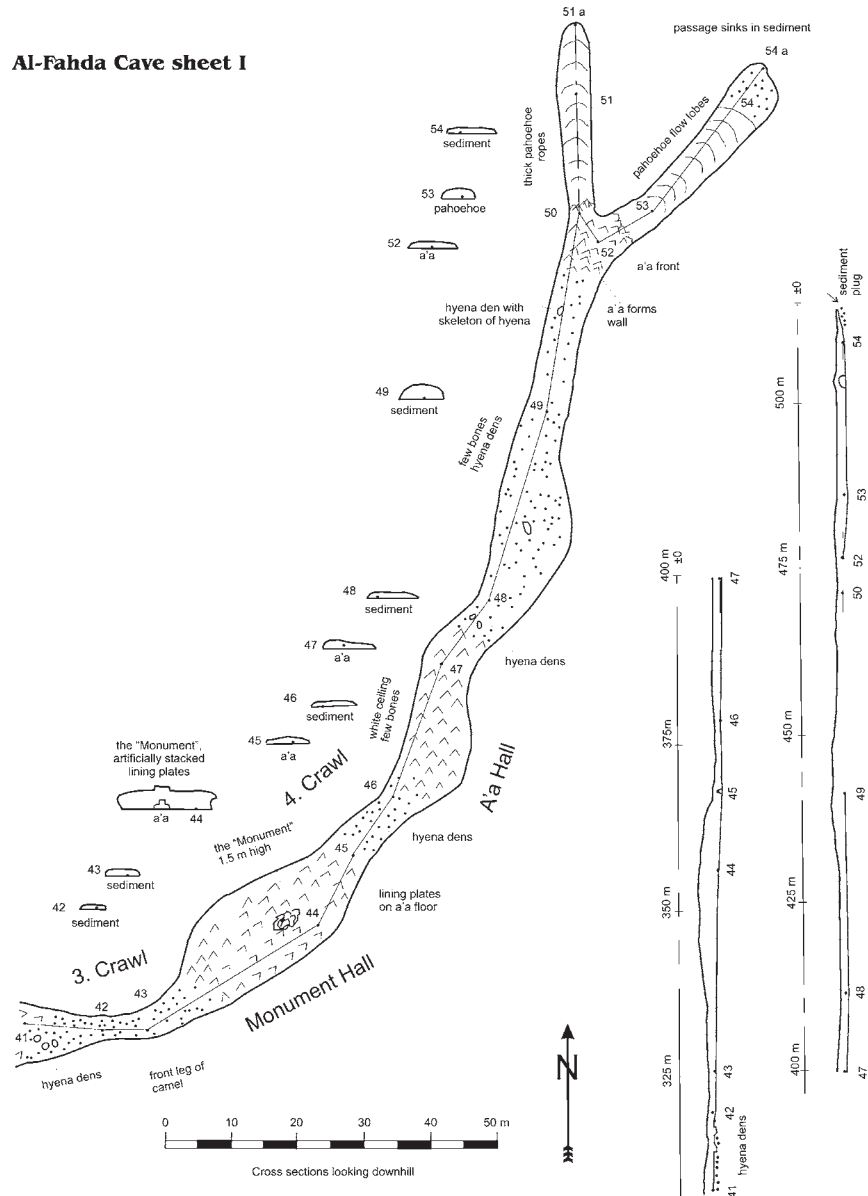 Al-Fahda Cave sheet I
51 a
passage sinks in sediment
54 a
51
54
thick pahoehoe
ropes
pahoehoe flow lobes
54
sediment
53
pahoehoe
52
a'a
50
53
52
a'a front
hyena den with
skeleton of hyena
a'a forms
wall
49
sediment
49
few bones
hyena dens
48
sediment
48
47
a'a
47
hyena dens
46
sediment
white ceiling
few bones
45
a'a
4. Crawl
46
A'a Hall
the "Monument",
artificially stacked
lining plates
a'a
44
the "Monument"
1.5 m high
45
hyena dens
43
sediment
44
lining plates
on a'a floor
42
sediment
3. Crawl
Monument Hall
43
42
41
hyena dens
front leg of
camel
N
0
10
20
30
40
50 m
Cross sections looking downhill
400 m
±0
47
375m
46
45
350 m
44
325 m
43
42
hyena dens
41
±0
sediment
plug
54
500 m
53
475 m
52
50
450 m
49
425 m
48
400 m
47